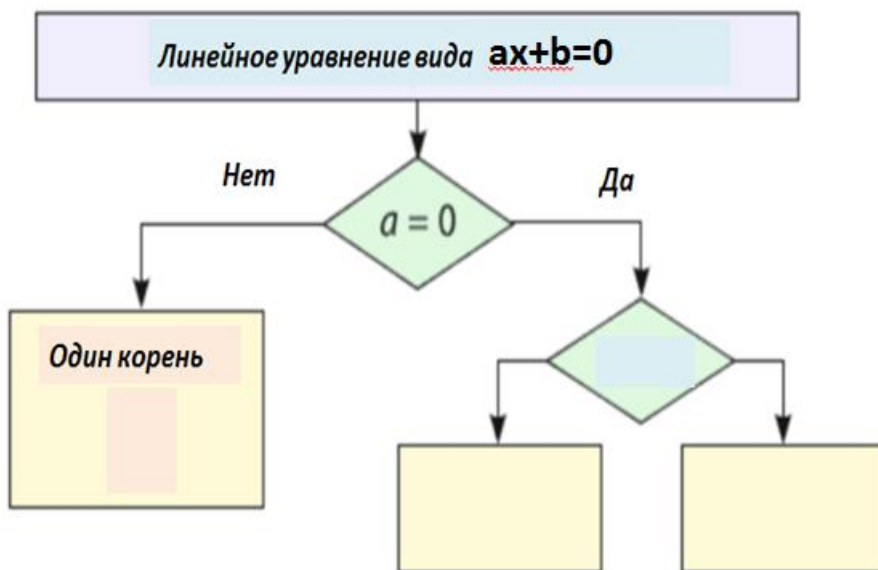 Линейное уравнение вида ax+b=0
Нет
Да
a = 0
Один корень